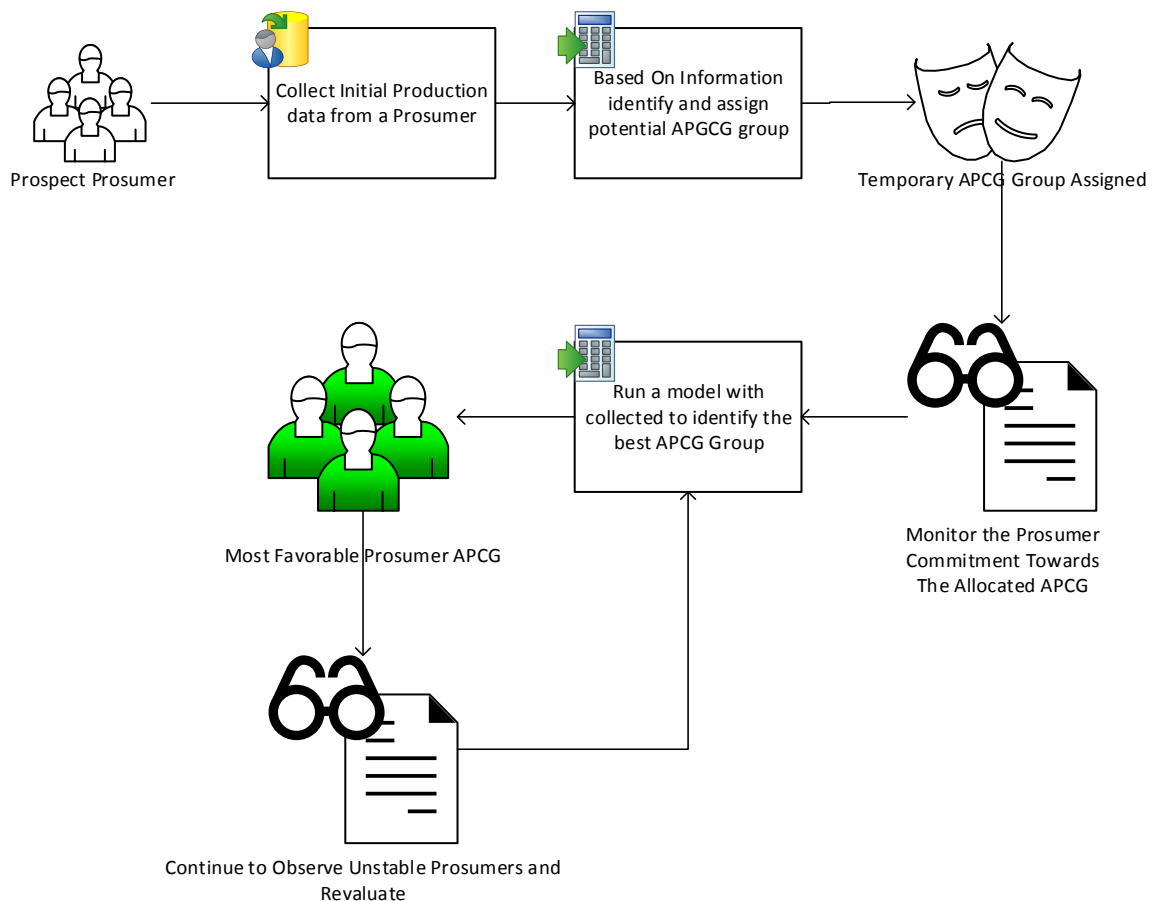 Prospect Prosumer
Collect Initial Production
data from a Prosumer
Based On Information
identify and assign
potential APGCG group
Temporary APCG Group Assigned
Monitor the Prosumer
Commitment Towards
The Allocated APCG
Run a model with
collected to identify the
best APCG Group
Most Favorable Prosumer APCG
Continue to Observe Unstable Prosumers and
Revaluate